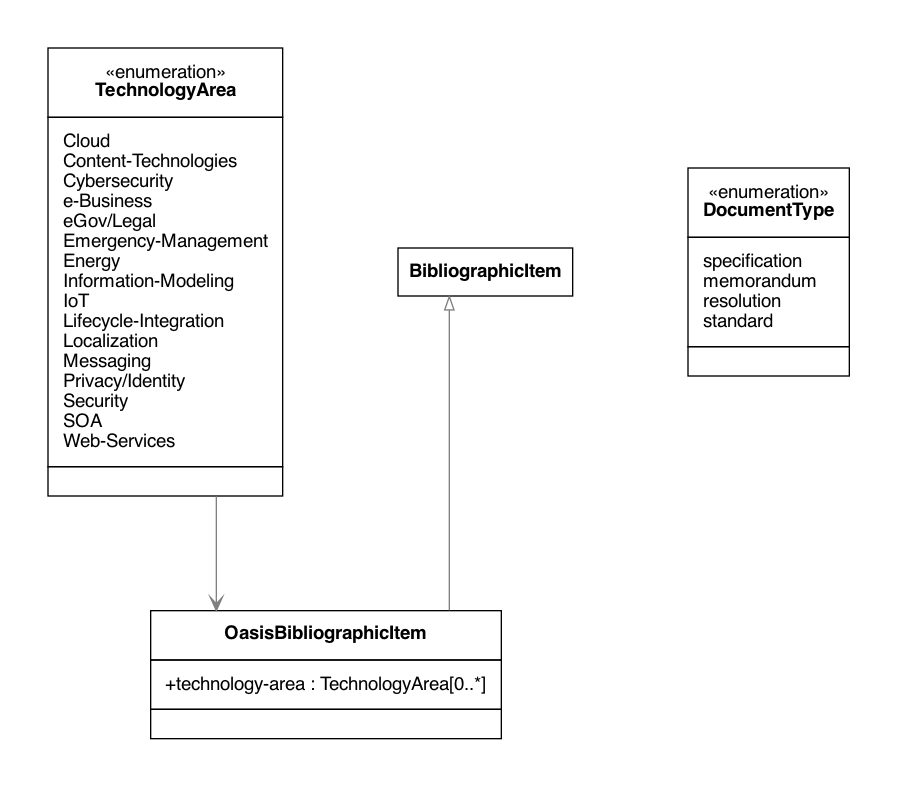 «enumeration»
TechnologyArea
Cloud
Content-Technologies
Cybersecurity
e-Business
eGov/Legal
Emergency-Management
Energy
Information-Modeling
IoT
Lifecycle-Integration
Localization
Messaging
Privacy/Identity
Security
SOA
Web-Services
«enumeration»
DocumentType
specification
memorandum
resolution
standard
BibliographicItem
OasisBibliographicItem
+technology-area : TechnologyArea[0..*]